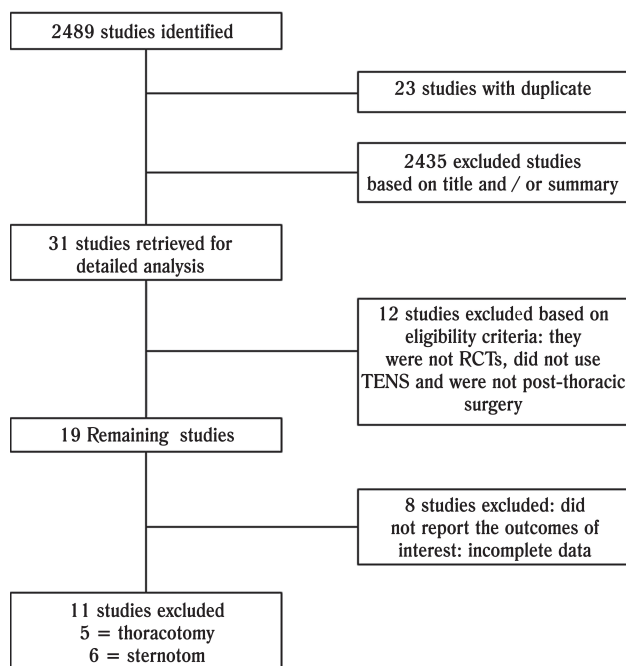 2489 studies identified
23 studies with duplicate
2435 excluded studies
based on title and / or summary
31 studies retrieved for
detailed analysis
12 studies excluded based on
eligibility criteria: they
were not RCTs, did not use
TENS and were not post-thoracic
surgery
19 Remaining studies
8 studies excluded: did
not report the outcomes of
interest: incomplete data
11 studies excluded
5 = thoracotomy
6 = sternotom